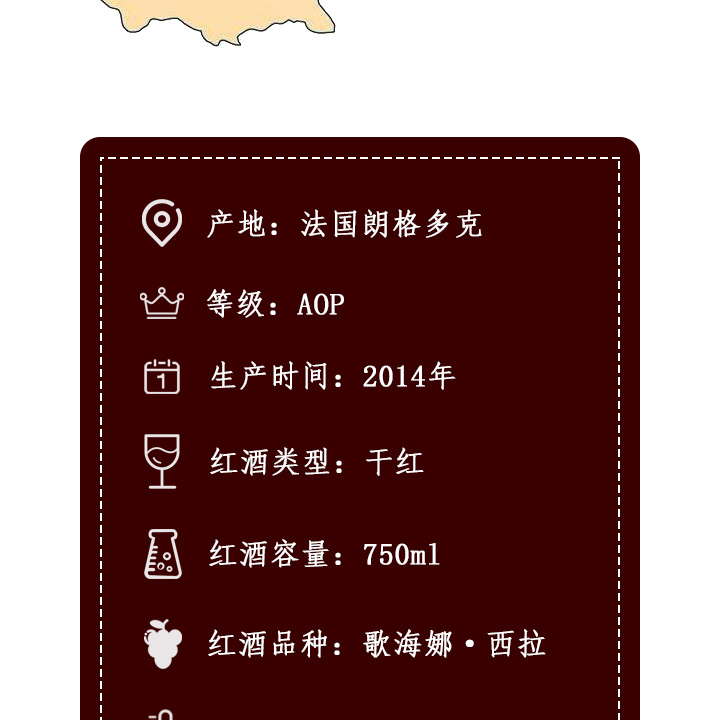 产地：法国朗格多克
等级：AOP
1
生产时间：2014年
红酒类型：干红
红酒容量：750ml
红酒品种：歌海娜·西拉